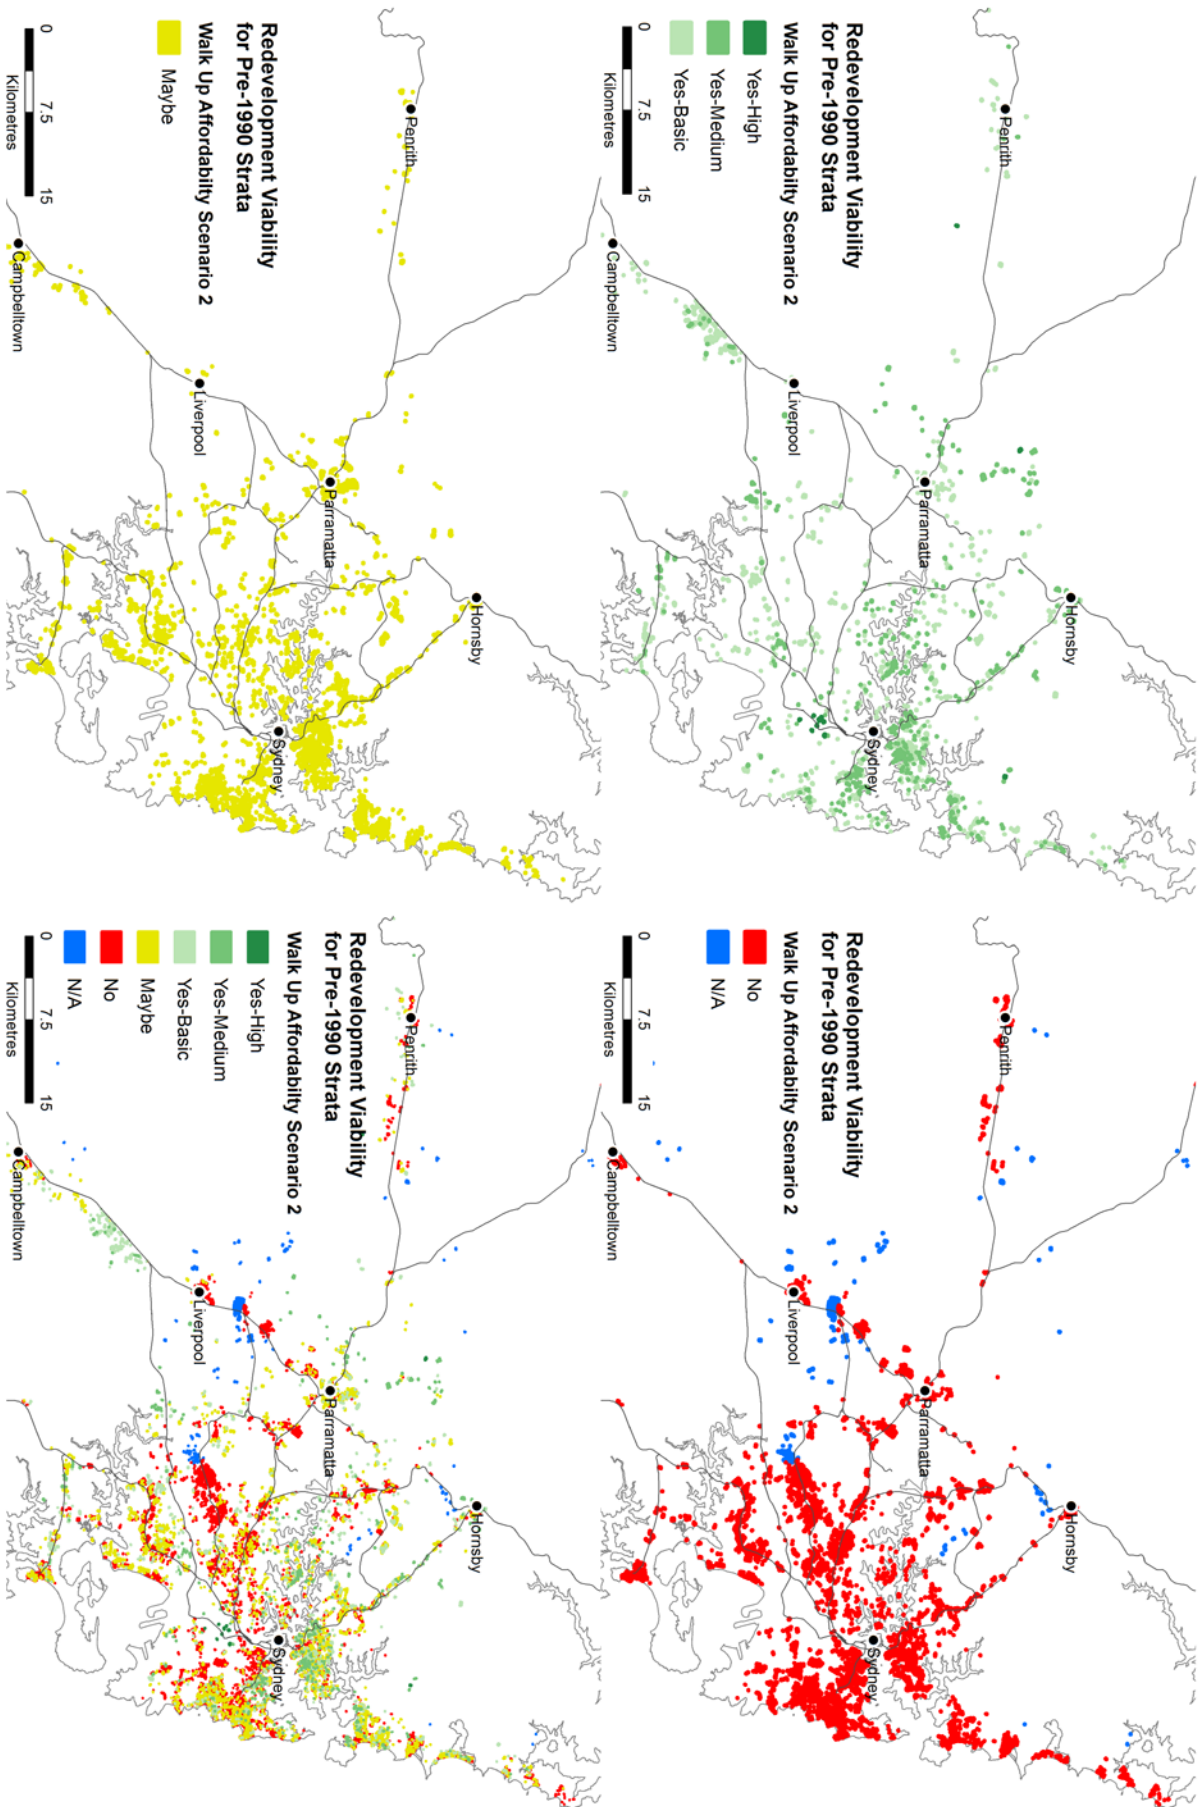 Redevelopment Viability
for Pre-1990 Strata
Walk Up Affordabilty Scenario 2
Yes-High
Yes-Medium
Yes-Basic
0 7.5 15
Kilometres
Hornsby
Penrith
Parramatta
Sydney
Liverpool
Campbelltown
Redevelopment Viability
for Pre-1990 Strata
Walk Up Affordabilty Scenario 2
No
N/A
0 7.5 15
Kilometres
Hornsby
Penrith
Parramatta
Sydney
Liverpool
Campbelltown
Redevelopment Viability
for Pre-1990 Strata
Walk Up Affordabilty Scenario 2
Maybe
0 7.5 15
Kilometres
Hornsby
Penrith
Parramatta
Sydney
Liverpool
Campbelltown
Redevelopment Viability
for Pre-1990 Strata
Walk Up Affordabilty Scenario 2
Yes-High
Yes-Medium
Yes-Basic
Maybe
No
N/A
0 7.5 15
Kilometres
Hornsby
Penrith
Parramatta
Sydney
Liverpool
Campbelltown